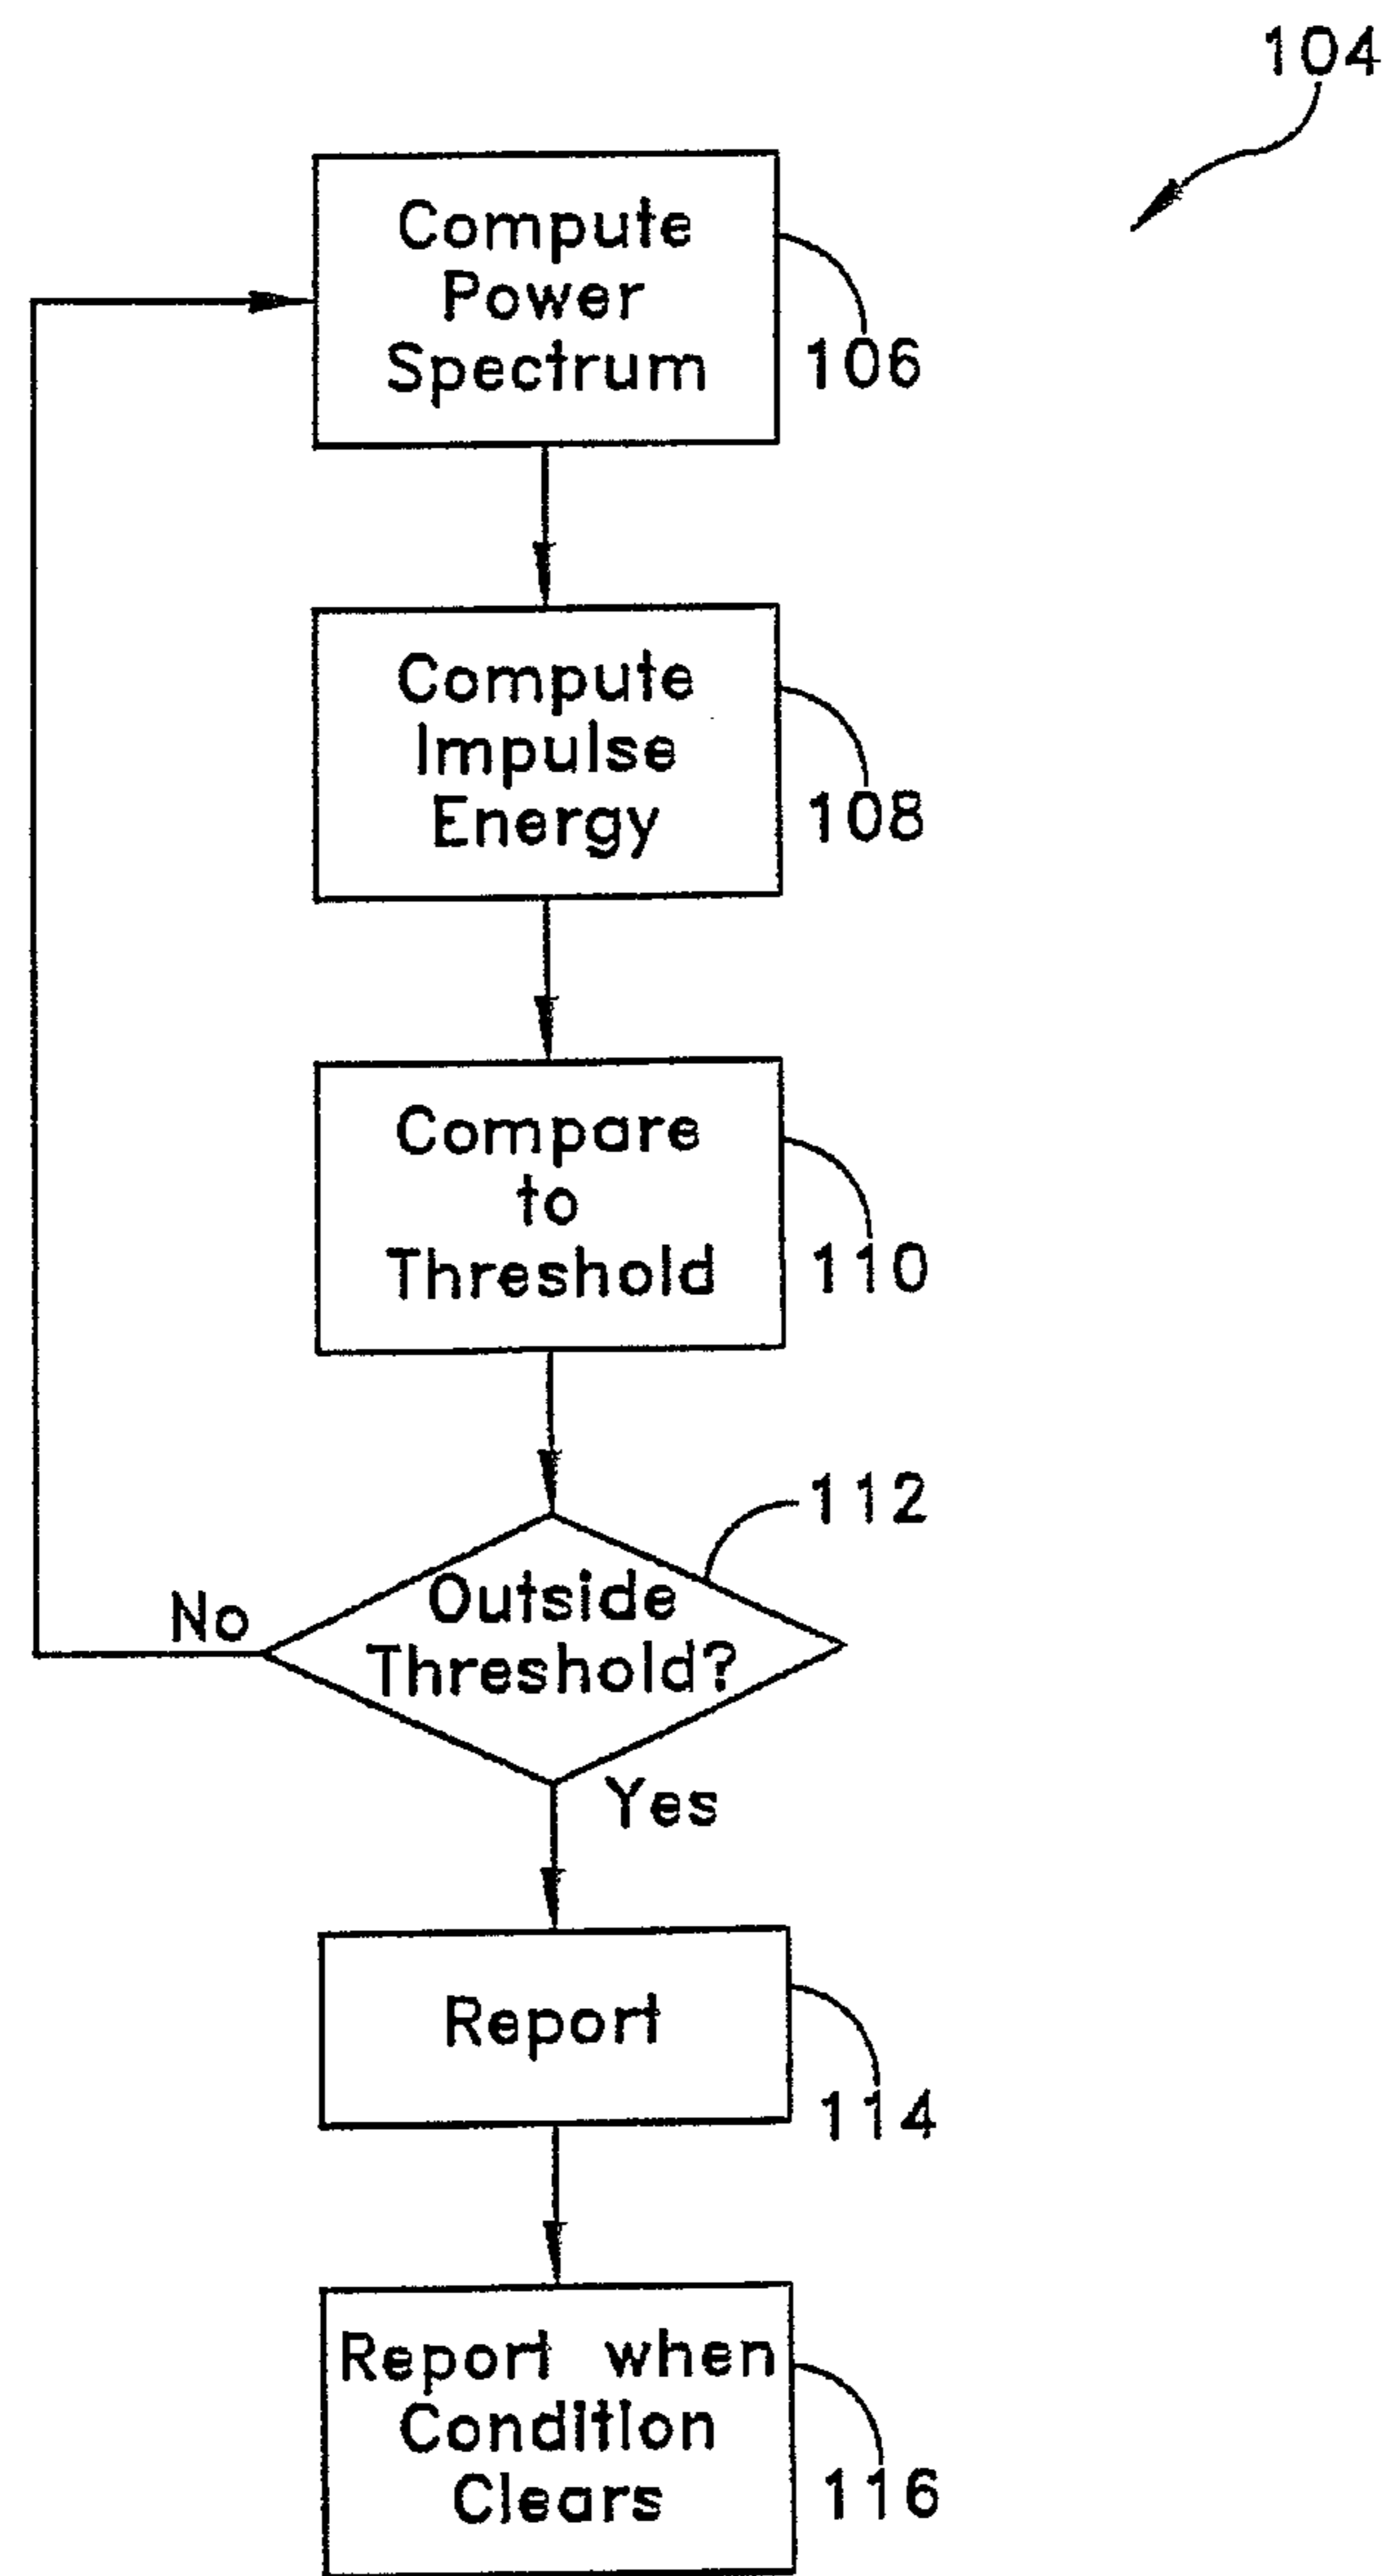 104
Compute
Power
Spectrum
106
Compute
Impulse
Energy
108
Compare
to
Threshold
110
112
Outside
Threshold?
No
Yes
Report
114
Report when
Condition
Clears
116